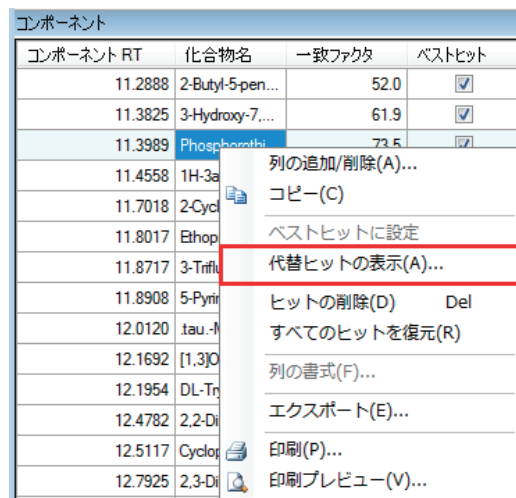 コンポーネント
コンポーネント RT 化合物名 一致ファクタ ベストヒット
11.2888 2-Butyl-5-pen... 52.0
11.3825 3-Hydroxy-7,... 61.9
11.3989 Phosphorothi 73.5
11.4558 1H-3a
11.7018 2-Cycl
11.8017 Ethop
11.8717 3-Triflu
11.8908 5-Pyrir
12.0120 .tau.-M
12.1692 [1,3]O
12.1954 DL-Try
12.4782 2,2-Di
12.5117 Cyclop
12.7925 2,3-Di
列の追加/削除(A)...
コピー(C)
ベストヒットに設定
代替ヒットの表示(A)...
ヒットの削除(D) Del
すべてのヒットを復元(R)
列の書式(F)...
エクスポート(E)...
印刷(P)...
印刷プレビュー(V)...